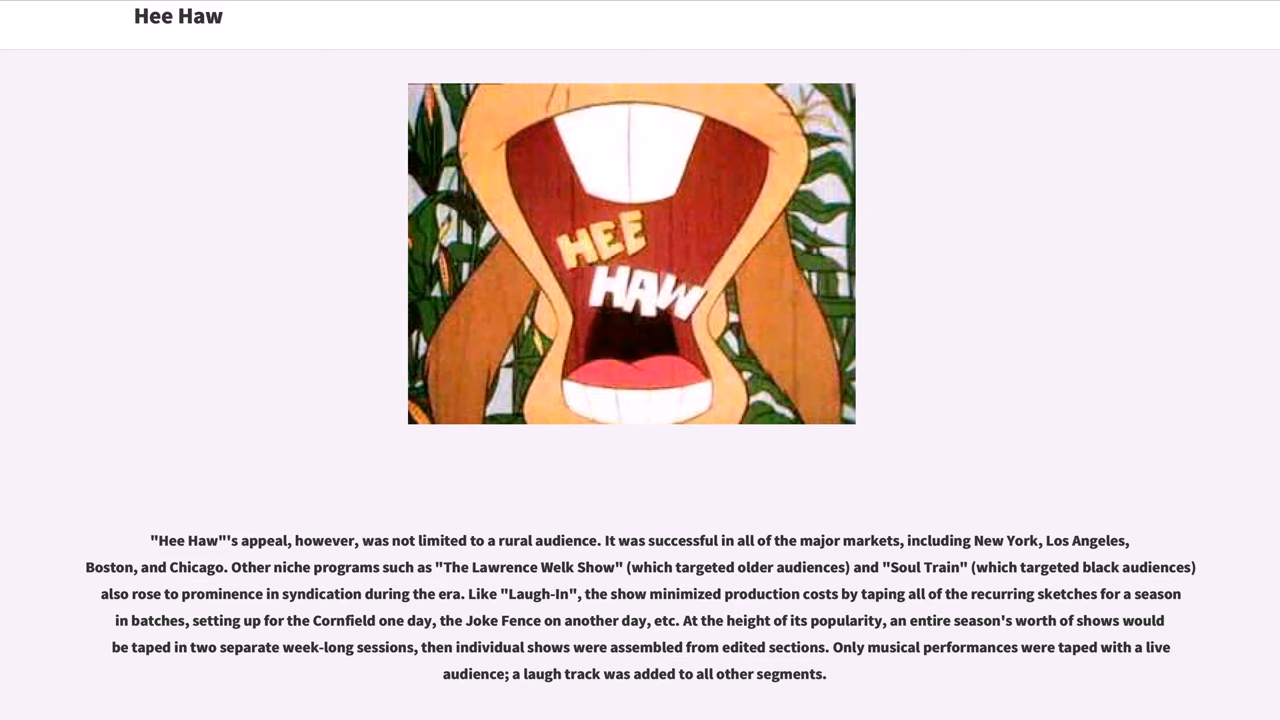 Hee Haw
HEE
HAW
"Hee Haw"'s appeal, however, was not limited to a rural audience. It was successful in all of the major markets, including New York, Los Angeles,
Boston, and Chicago. Other niche programs such as "The Lawrence Welk Show" (which targeted older audiences) and "Soul Train" (which targeted black audiences)
also rose to prominence in syndication during the era. Like "Laugh-In", the show minimized production costs by taping all of the recurring sketches for a season
in batches, setting up for the Cornfield one day, the Joke Fence on another day, etc. At the height of its popularity, an entire season's worth of shows would
be taped in two separate week-long sessions, then individual shows were assembled from edited sections. Only musical performances were taped with a live
audience; a laugh track was added to all other segments.